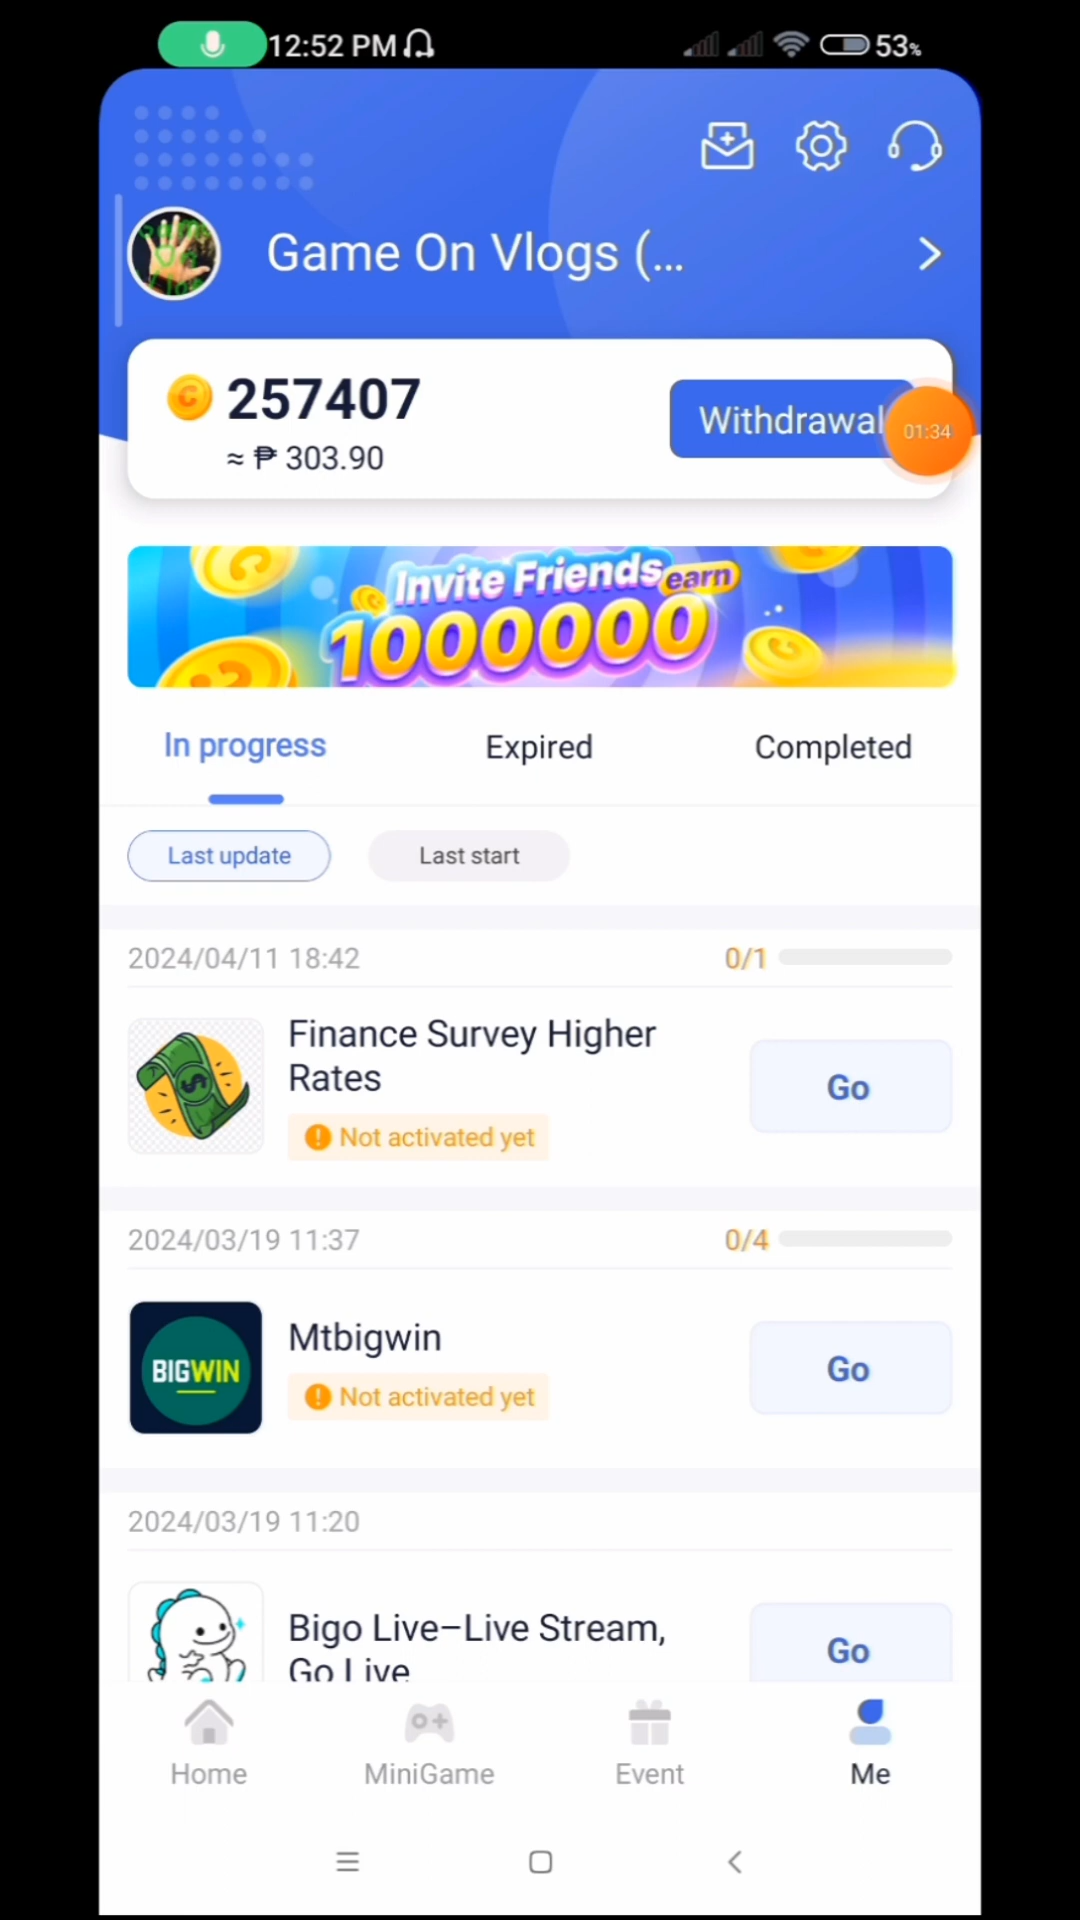 12:52 PM
53%
Game On Vlogs (...
257407
≈ ₱ 303.90
Withdrawal
01:34
Invite Friends earn
1000000
In progress
Expired
Completed
Last update
Last start
2024/04/11 18:42
0/1
Finance Survey Higher
Rates
Go
Not activated yet
2024/03/19 11:37
0/4
BIGWIN
Mtbigwin
Go
Not activated yet
2024/03/19 11:20
Bigo Live–Live Stream,
Go Live
Go
Home
MiniGame
Event
Me